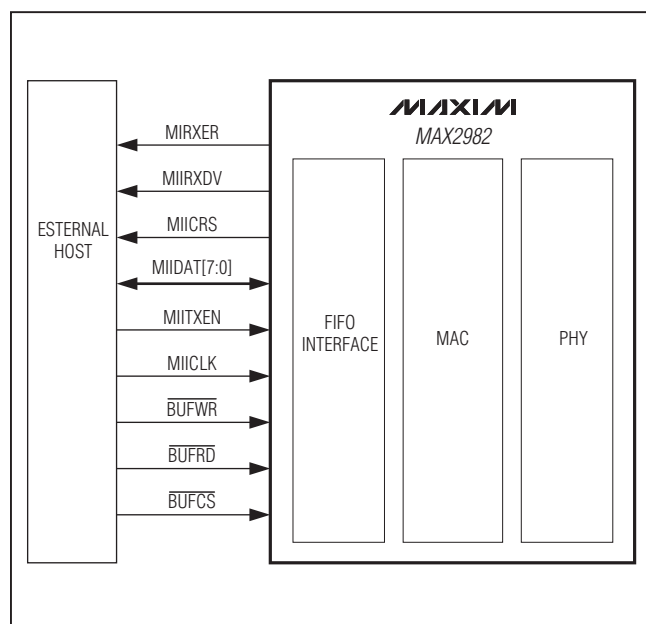 MAXIM
MAX2982
MIRXER
MIIRXDV
MIICRS
MIIDAT[7:0]
MIITXEN
MIICLK
BUFWR
BUFRD
BUFCS
ESTERNAL
HOST
FIFO
INTERFACE
MAC
PHY